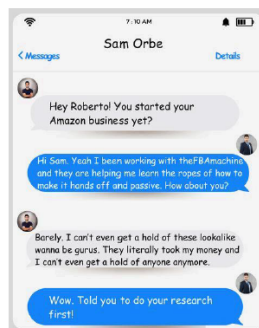 7:10 AM
Sam Orbe
< Messages
Details
Hey Roberto! You started your
Amazon business yet?
Hi Sam. Yeah I been working with theFBAmachine
and they are helping me learn the ropes of how to
make it hands off and passive. How about you?
Barely. I can't even get a hold of these lookalike
wanna be gurus. They literally took my money and
I can't even get a hold of anyone anymore.
Wow. Told you to do your research
first!